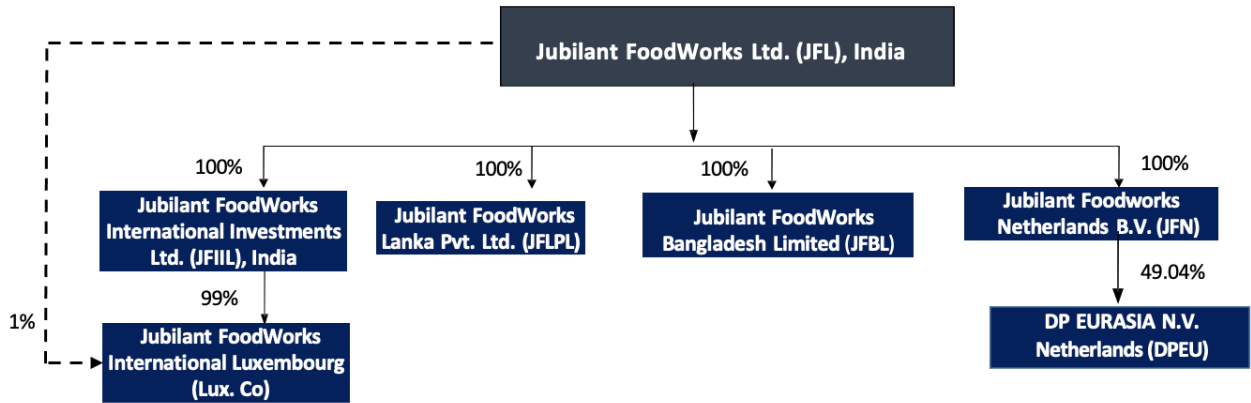 Jubilant FoodWorks Ltd. (JFL), India
100%
100%
100%
100%
Jubilant FoodWorks
International Investments
Ltd. (JFIIL), India
Jubilant FoodWorks
Lanka Pvt. Ltd. (JFLPL)
Jubilant FoodWorks
Bangladesh Limited (JFBL)
Jubilant Foodworks
Netherlands B.V. (JFN)
99%
49.04%
1%
Jubilant FoodWorks
International Luxembourg
(Lux. Co)
DP EURASIA N.V.
Netherlands (DPEU)